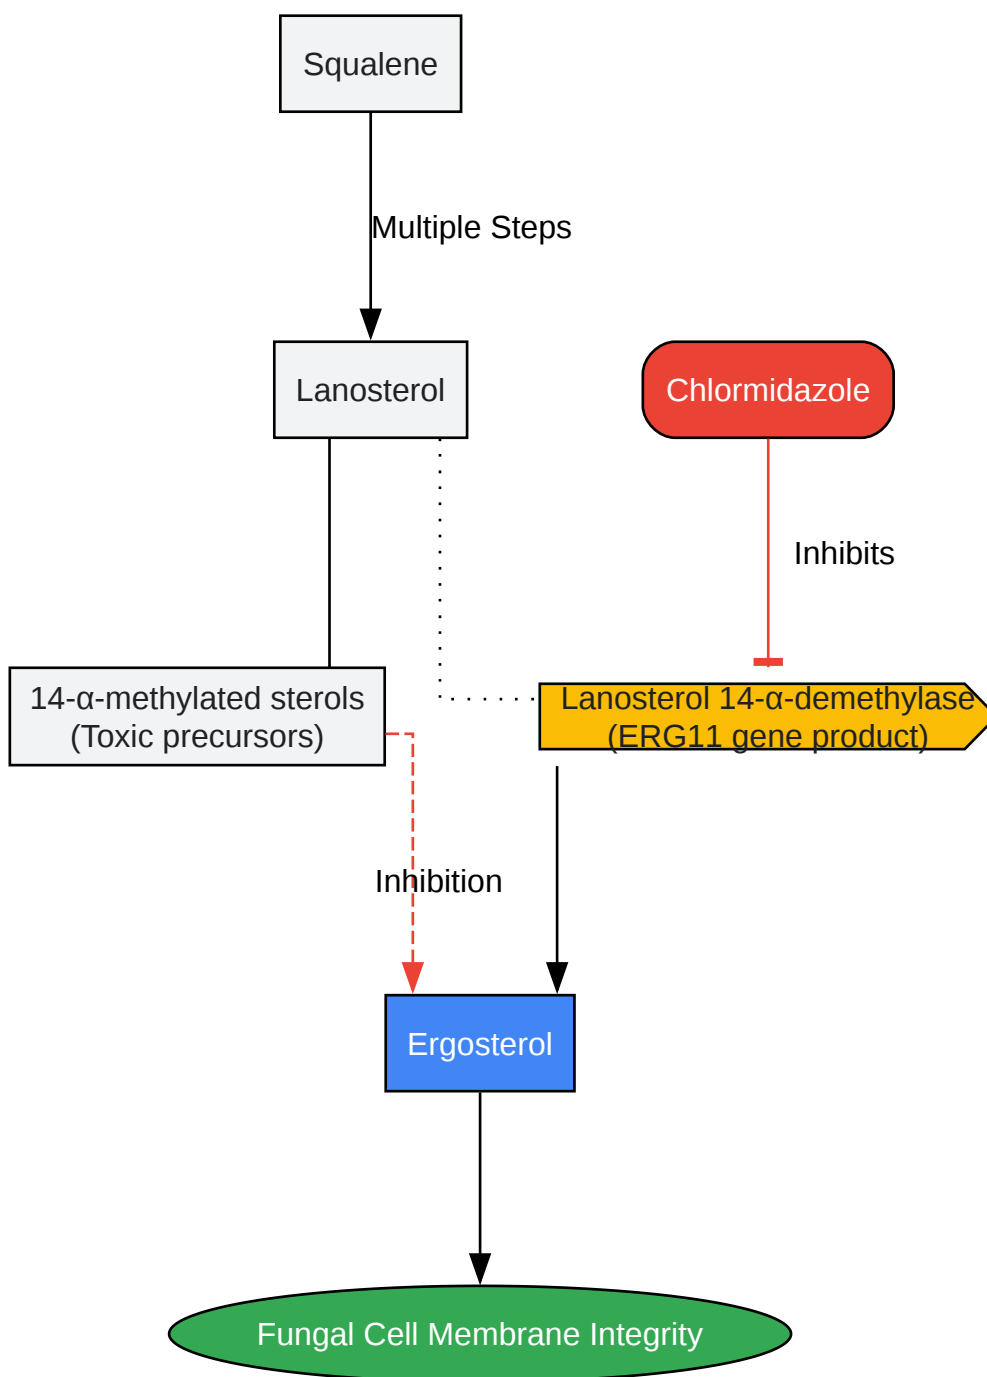 Squalene
Multiple Steps
Lanosterol
Chlormidazole
Inhibits
14-α-methylated sterols
(Toxic precursors)
Lanosterol 14-α-demethylase
(ERG11 gene product)
Inhibition
Ergosterol
Fungal Cell Membrane Integrity